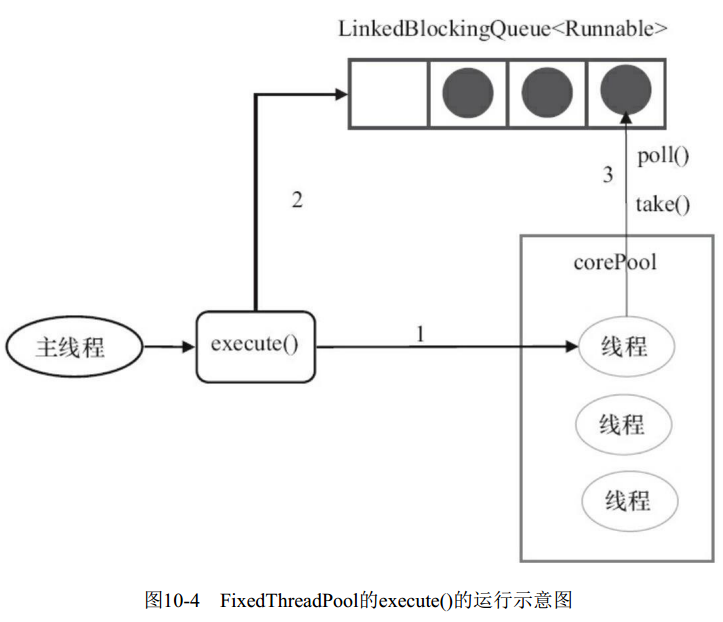 LinkedBlockingQueue<Runnable>
poll()
3
2
take()
corePool
主线程
execute()
1
线程
线程
线程
图10-4 FixedThreadPool的execute()的运行示意图